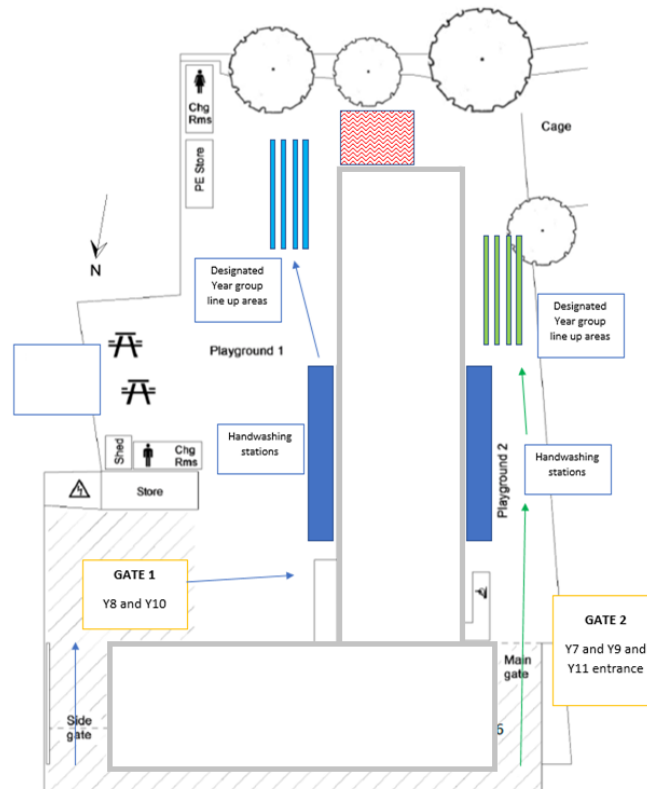 Chg
Rms
PE Store
Cage
N
Designated
Year group
line up areas
Designated
Year group
line up areas
Playground 1
Handwashing
stations
Handwashing
stations
Playground 2
Shed
Chg
Rms
Store
GATE 1
Y8 and Y10
GATE 2
Y7 and Y9 and
Y11 entrance
Main
gate
Side
gate
6